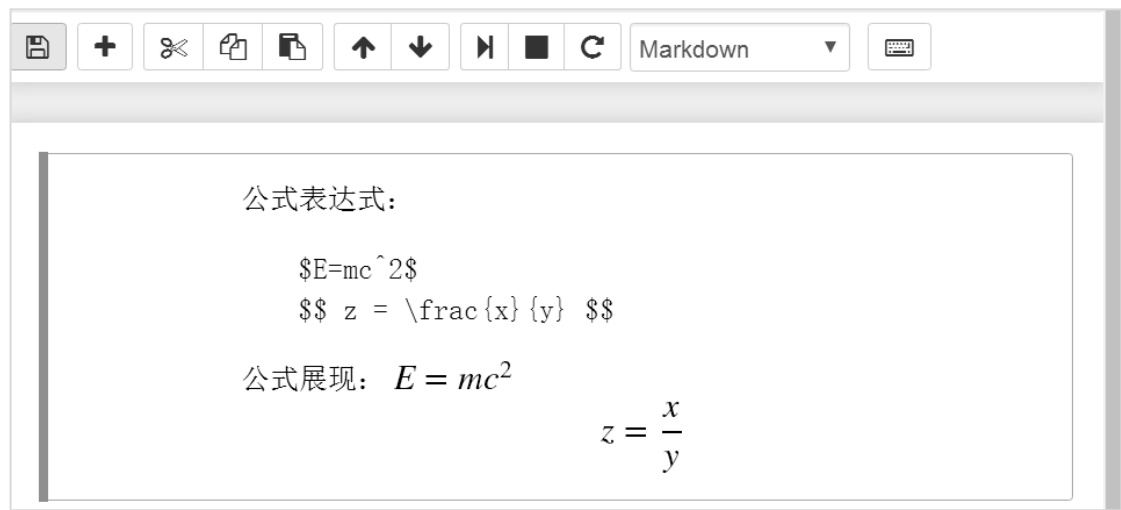 Markdown
公式表达式：
$E=mc^2$
$$ z = \frac{x}{y} $$
公式展现： E = mc²
z = x/y